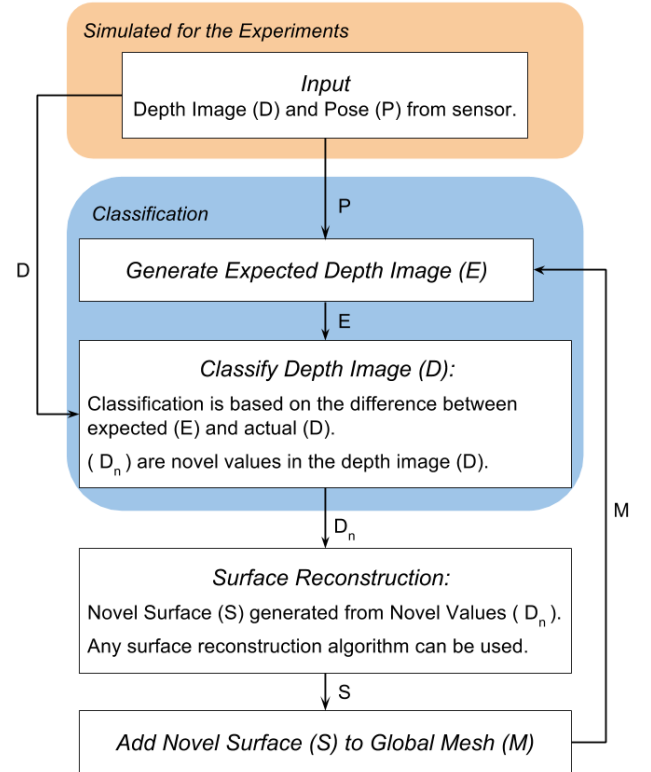 Simulated for the Experiments
Input
Depth Image (D) and Pose (P) from sensor.
P
Classification
D
Generate Expected Depth Image (E)
E
Classify Depth Image (D):
Classification is based on the difference between
expected (E) and actual (D).
( Dn ) are novel values in the depth image (D).
M
Dn
Surface Reconstruction:
Novel Surface (S) generated from Novel Values ( Dn ).
Any surface reconstruction algorithm can be used.
S
Add Novel Surface (S) to Global Mesh (M)